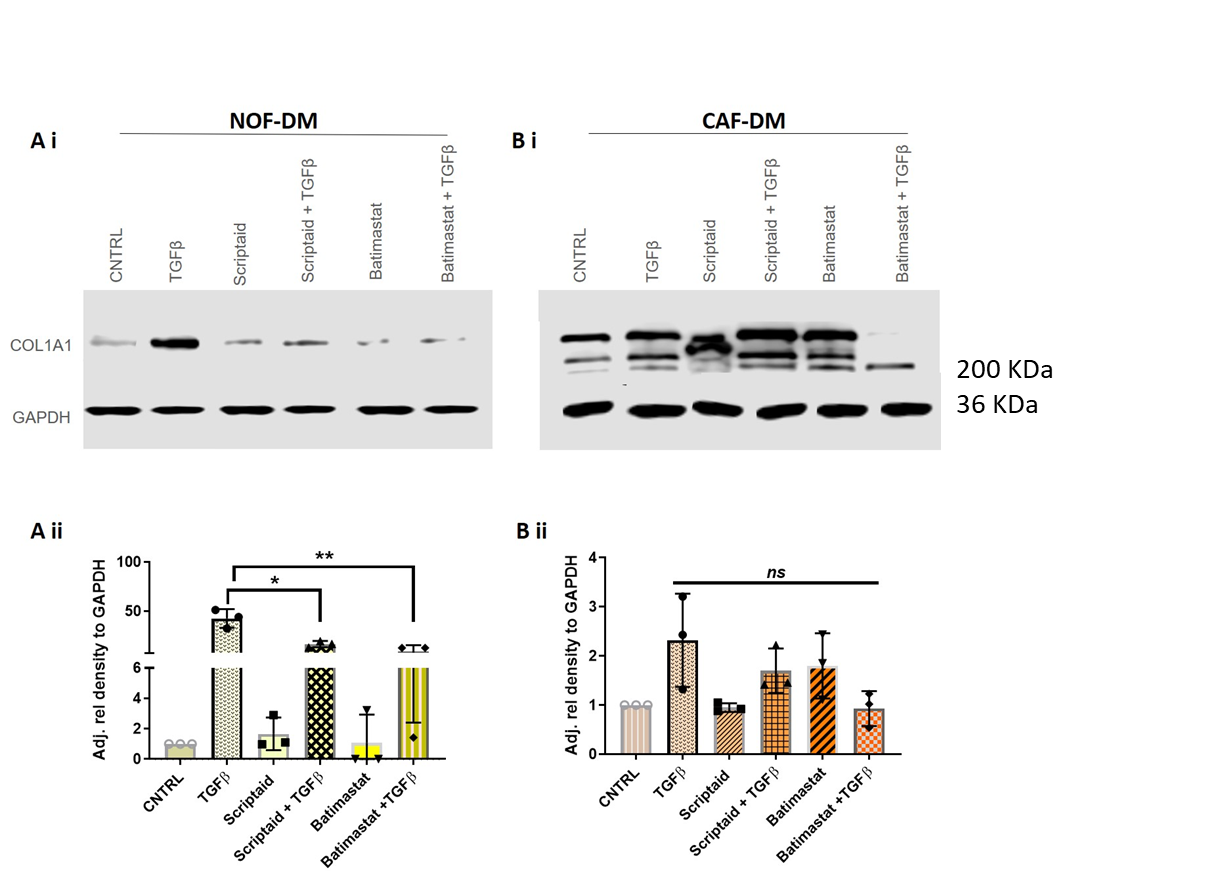 NOF-DM
A i
CNTRL
TGFβ
Scriptaid
Scriptaid + TGFβ
Batimastat
Batimastat + TGFβ
COL1A1
GAPDH
CAF-DM
B i
CNTRL
TGFβ
Scriptaid
Scriptaid + TGFβ
Batimastat
Batimastat + TGFβ
200 KDa
36 KDa
A ii
Adj. rel density to GAPDH
100
50
6
4
2
0
*
**
CNTRL
TGFβ
Scriptaid
Scriptaid + TGFβ
Batimastat
Batimastat +TGFβ
B ii
Adj. rel density to GAPDH
4
3
2
1
0
ns
CNTRL
TGFβ
Scriptaid
Scriptaid + TGFβ
Batimastat
Batimastat +TGFβ